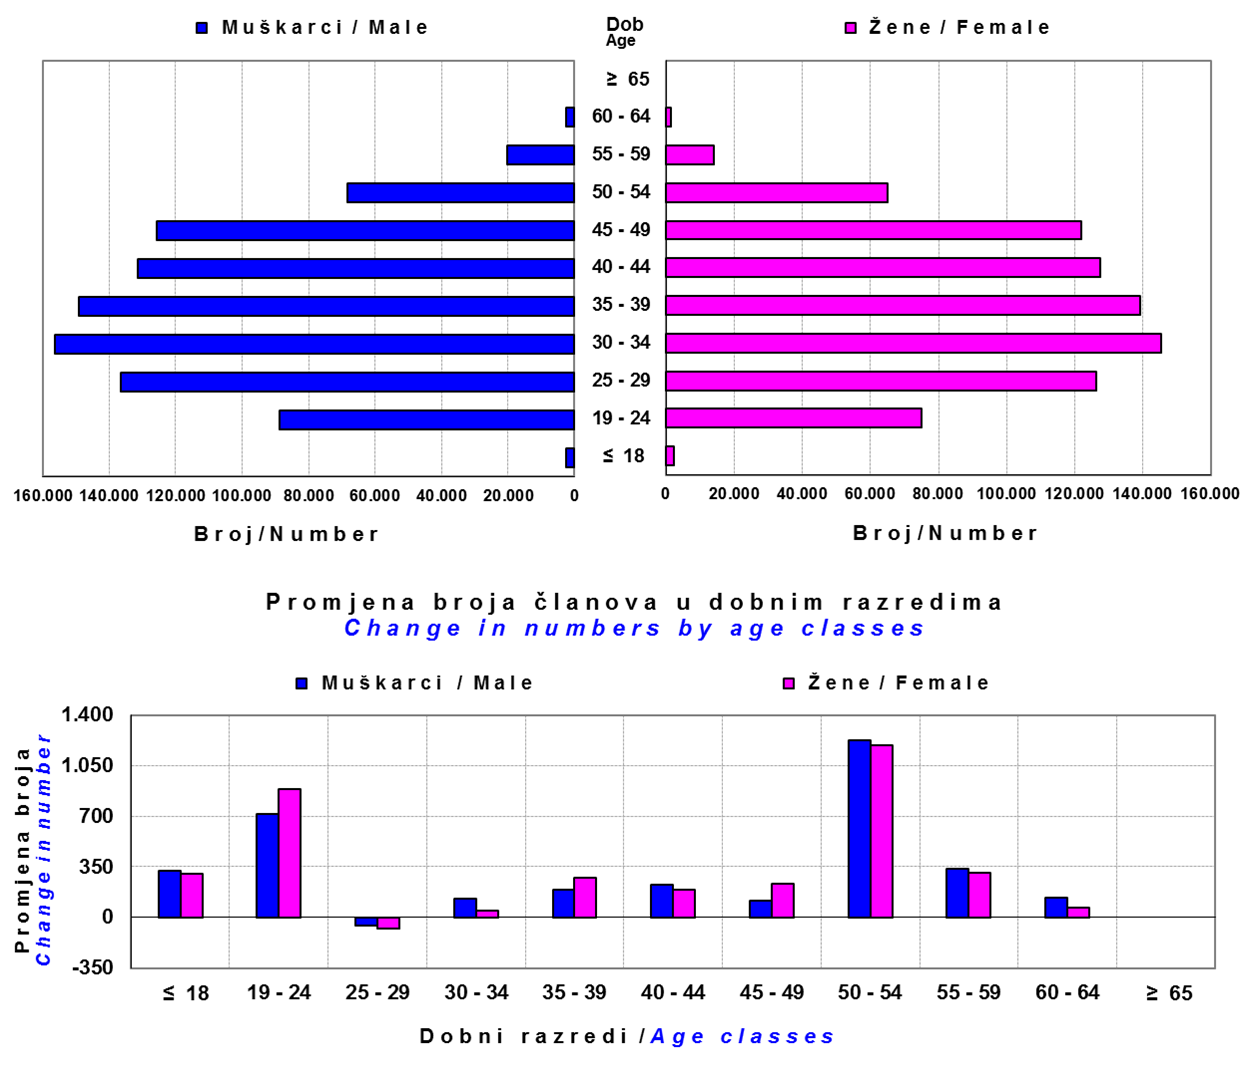 Muškarci / Male
Dob
Age
Žene / Female
≥ 65
60 - 64
55 - 59
50 - 54
45 - 49
40 - 44
35 - 39
30 - 34
25 - 29
19 - 24
≤ 18
160.000 140.000 120.000 100.000 80.000 60.000 40.000 20.000 0
0 20.000 40.000 60.000 80.000 100.000 120.000 140.000 160.000
Broj/Number
Broj/Number
Promjena broja članova u dobnim razredima
Change in numbers by age classes
Muškarci / Male
Žene / Female
Promjena broja
Change in number
1.400
1.050
700
350
0
-350
≤ 18 19 - 24 25 - 29 30 - 34 35 - 39 40 - 44 45 - 49 50 - 54 55 - 59 60 - 64 ≥ 65
Dobni razredi /Age classes